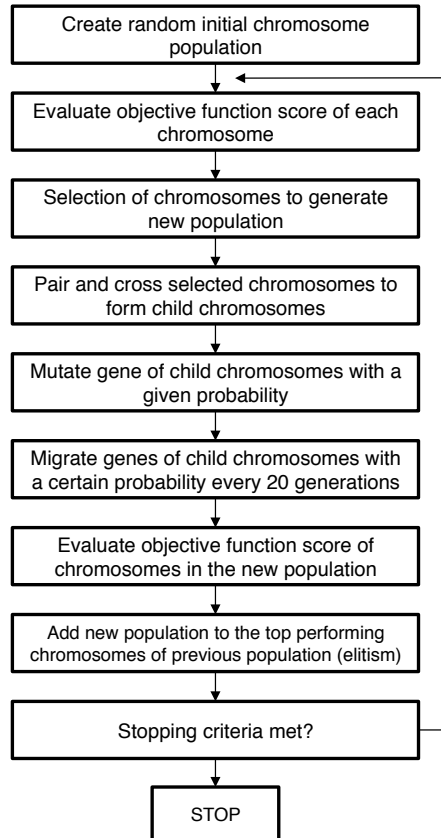 Create random initial chromosome
population
Evaluate objective function score of each
chromosome
Selection of chromosomes to generate
new population
Pair and cross selected chromosomes to
form child chromosomes
Mutate gene of child chromosomes with a
given probability
Migrate genes of child chromosomes with
a certain probability every 20 generations
Evaluate objective function score of
chromosomes in the new population
Add new population to the top performing
chromosomes of previous population (elitism)
Stopping criteria met?
STOP